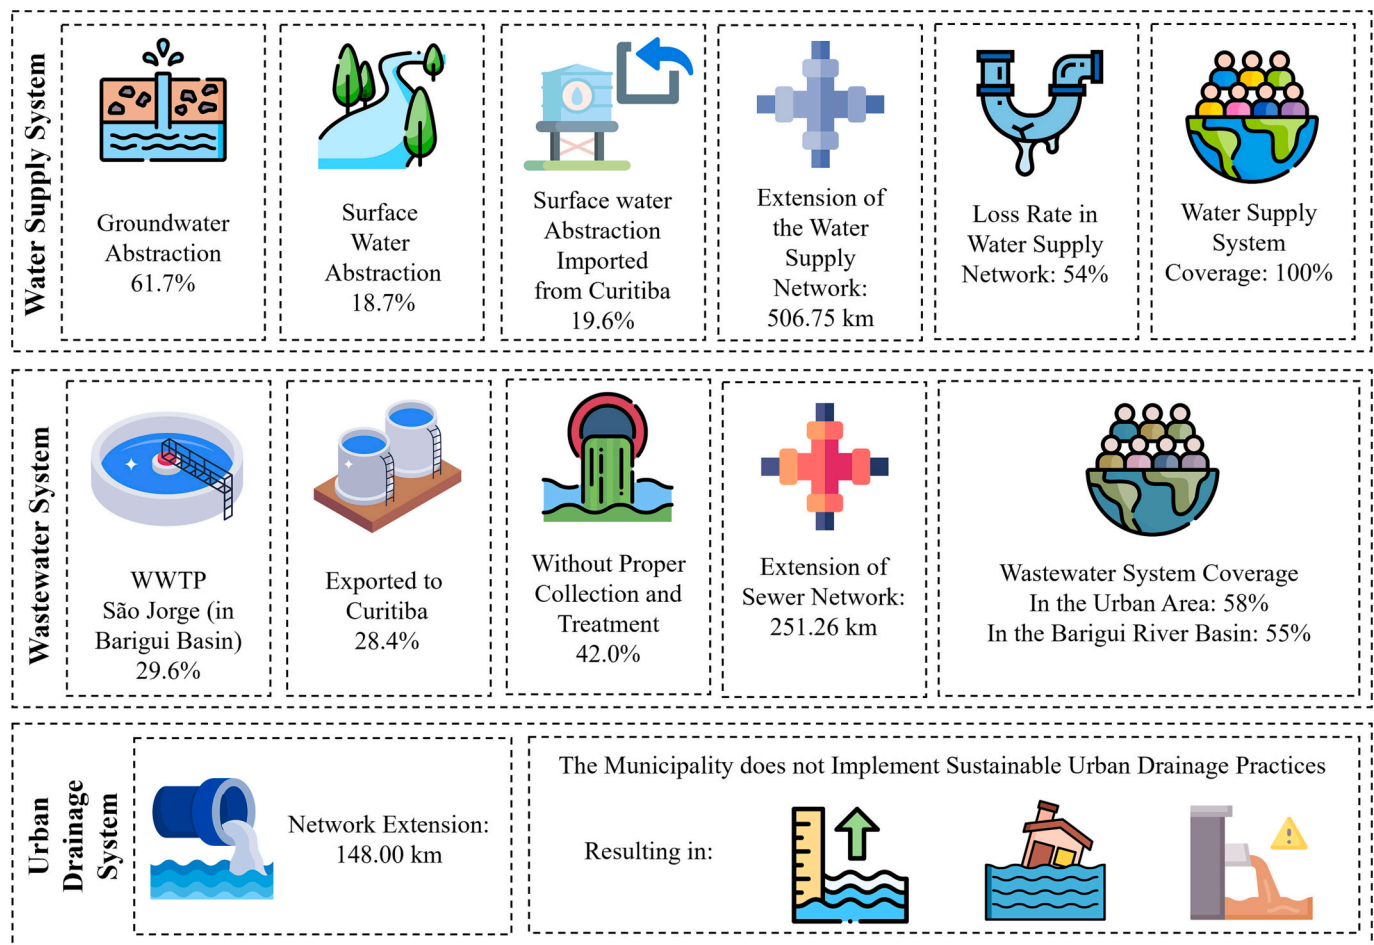 Water Supply System
Groundwater
Abstraction
61.7%
Surface
Water
Abstraction
18.7%
Surface water
Abstraction
Imported
from Curitiba
19.6%
Extension of
the Water
Supply
Network:
506.75 km
Loss Rate in
Water Supply
Network: 54%
Water Supply
System
Coverage: 100%
Wastewater System
WWTP
São Jorge (in
Barigui Basin)
29.6%
Exported to
Curitiba
28.4%
Without Proper
Collection and
Treatment
42.0%
Extension of
Sewer Network:
251.26 km
Wastewater System Coverage
In the Urban Area: 58%
In the Barigui River Basin: 55%
Urban
Drainage
System
Network Extension:
148.00 km
The Municipality does not Implement Sustainable Urban Drainage Practices
Resulting in: